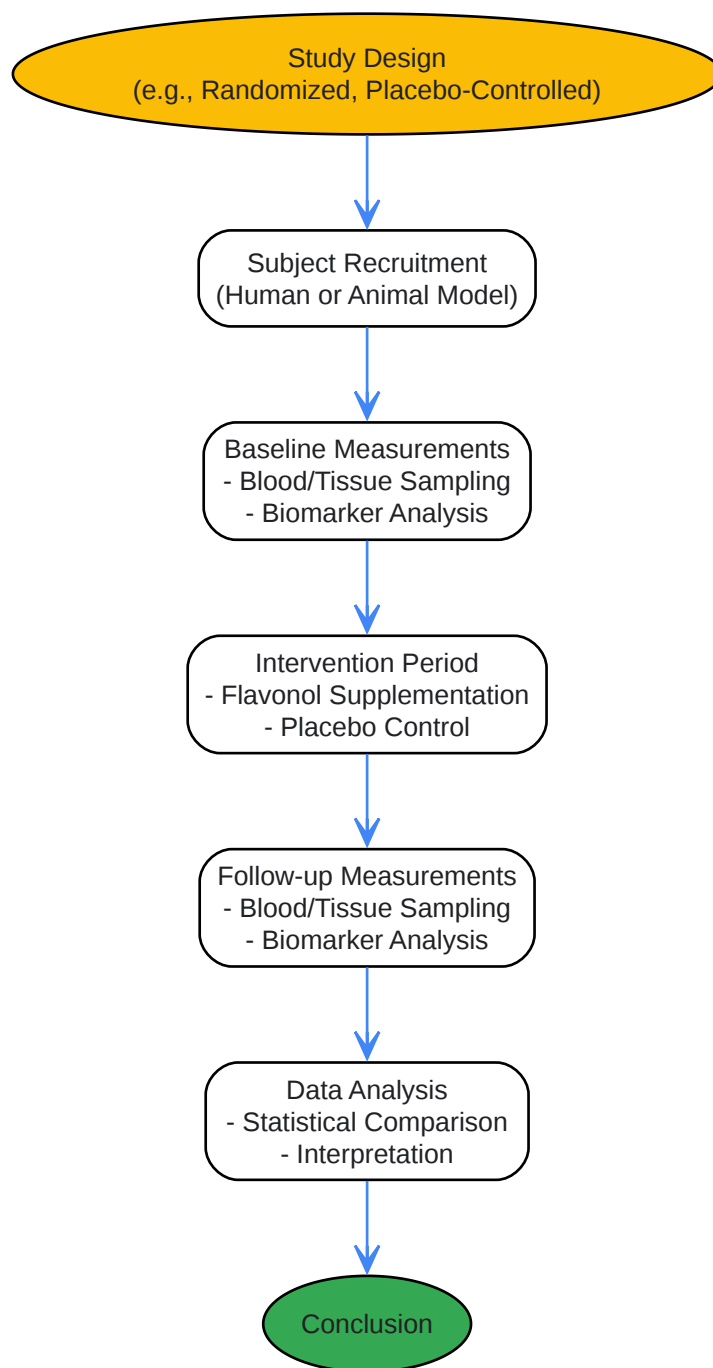 Study Design
(e.g., Randomized, Placebo-Controlled)
Subject Recruitment
(Human or Animal Model)
Baseline Measurements
- Blood/Tissue Sampling
- Biomarker Analysis
Intervention Period
- Flavonol Supplementation
- Placebo Control
Follow-up Measurements
- Blood/Tissue Sampling
- Biomarker Analysis
Data Analysis
- Statistical Comparison
- Interpretation
Conclusion